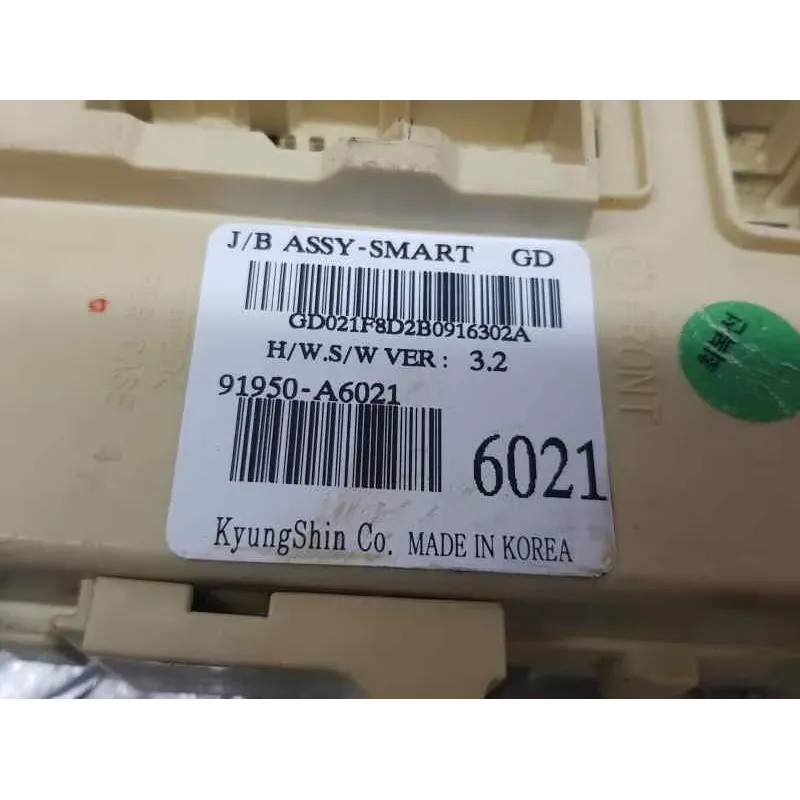 J/B ASSY-SMART GD
GD021F8D2B0916302A
H/W.S/W VER : 3.2
91950-A6021
6021
KyungShin Co. MADE IN KOREA
FRONT